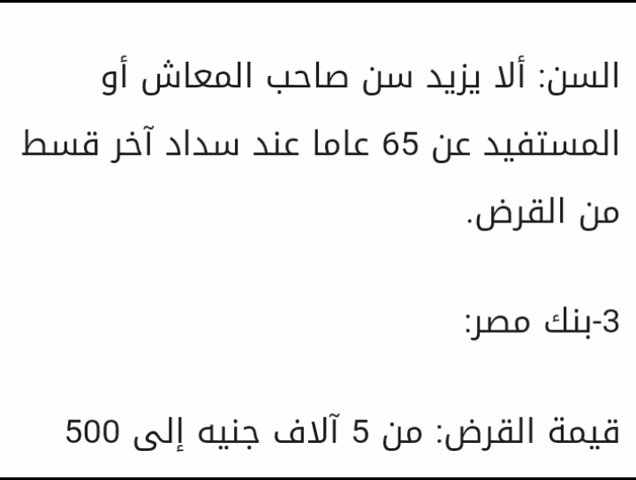 السن: ألا يزيد سن صاحب المعاش أو
المستفيد عن 65 عاما عند سداد آخر قسط
من القرض.
3-بنك مصر:
قيمة القرض: من 5 آلاف جنيه إلى 500